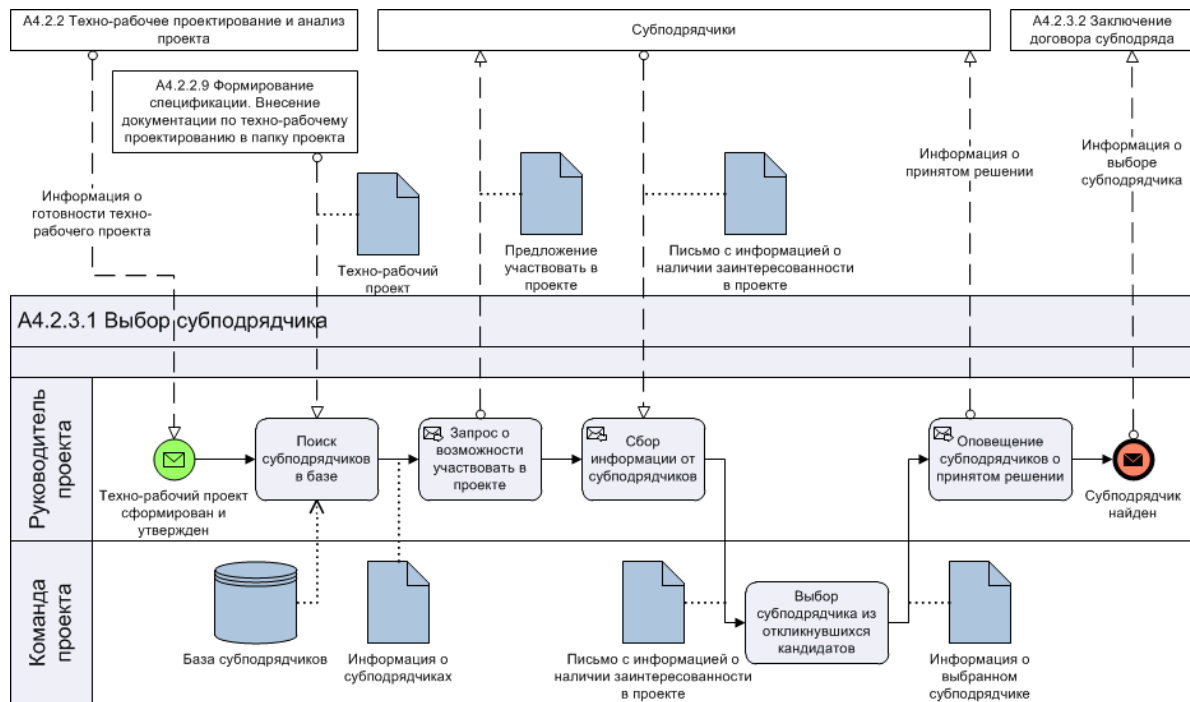 A4.2.2 Техно-рабочее проектирование и анализ
проекта
Субподрядчики
A4.2.3.2 Заключение
договора субподряда
A4.2.2.9 Формирование
спецификации. Внесение
документации по техно-рабочему
проектированию в папку проекта
Информация о
готовности техно-
рабочего проекта
Техно-рабочий
проект
Предложение
участвовать в
проекте
Письмо с информацией о
наличии заинтересованности
в проекте
Информация о
принятом решении
Информация о
выборе
субподрядчика
A4.2.3.1 Выбор субподрядчика
Руководитель
проекта
Техно-рабочий проект
сформирован и
утвержден
Поиск
субподрядчиков
в базе
Запрос о
возможности
участвовать в
проекте
Сбор
информации от
субподрядчиков
Оповещение
субподрядчиков о
принятом решении
Субподрядчик
найден
Команда
проекта
База субподрядчиков
Информация о
субподрядчиках
Письмо с информацией о
наличии заинтересованности
в проекте
Выбор
субподрядчика из
откликнувшихся
кандидатов
Информация о
выбранном
субподрядчике